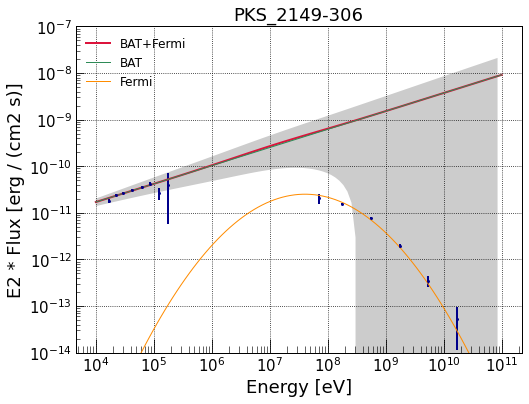 PKS_2149-306
10^−7
10^−8
10^−9
10^−10
10^−11
10^−12
10^−13
10^−14
E2 * Flux [erg / (cm2 s)]
BAT+Fermi
BAT
Fermi
10^4 10^5 10^6 10^7 10^8 10^9 10^10 10^11
Energy [eV]